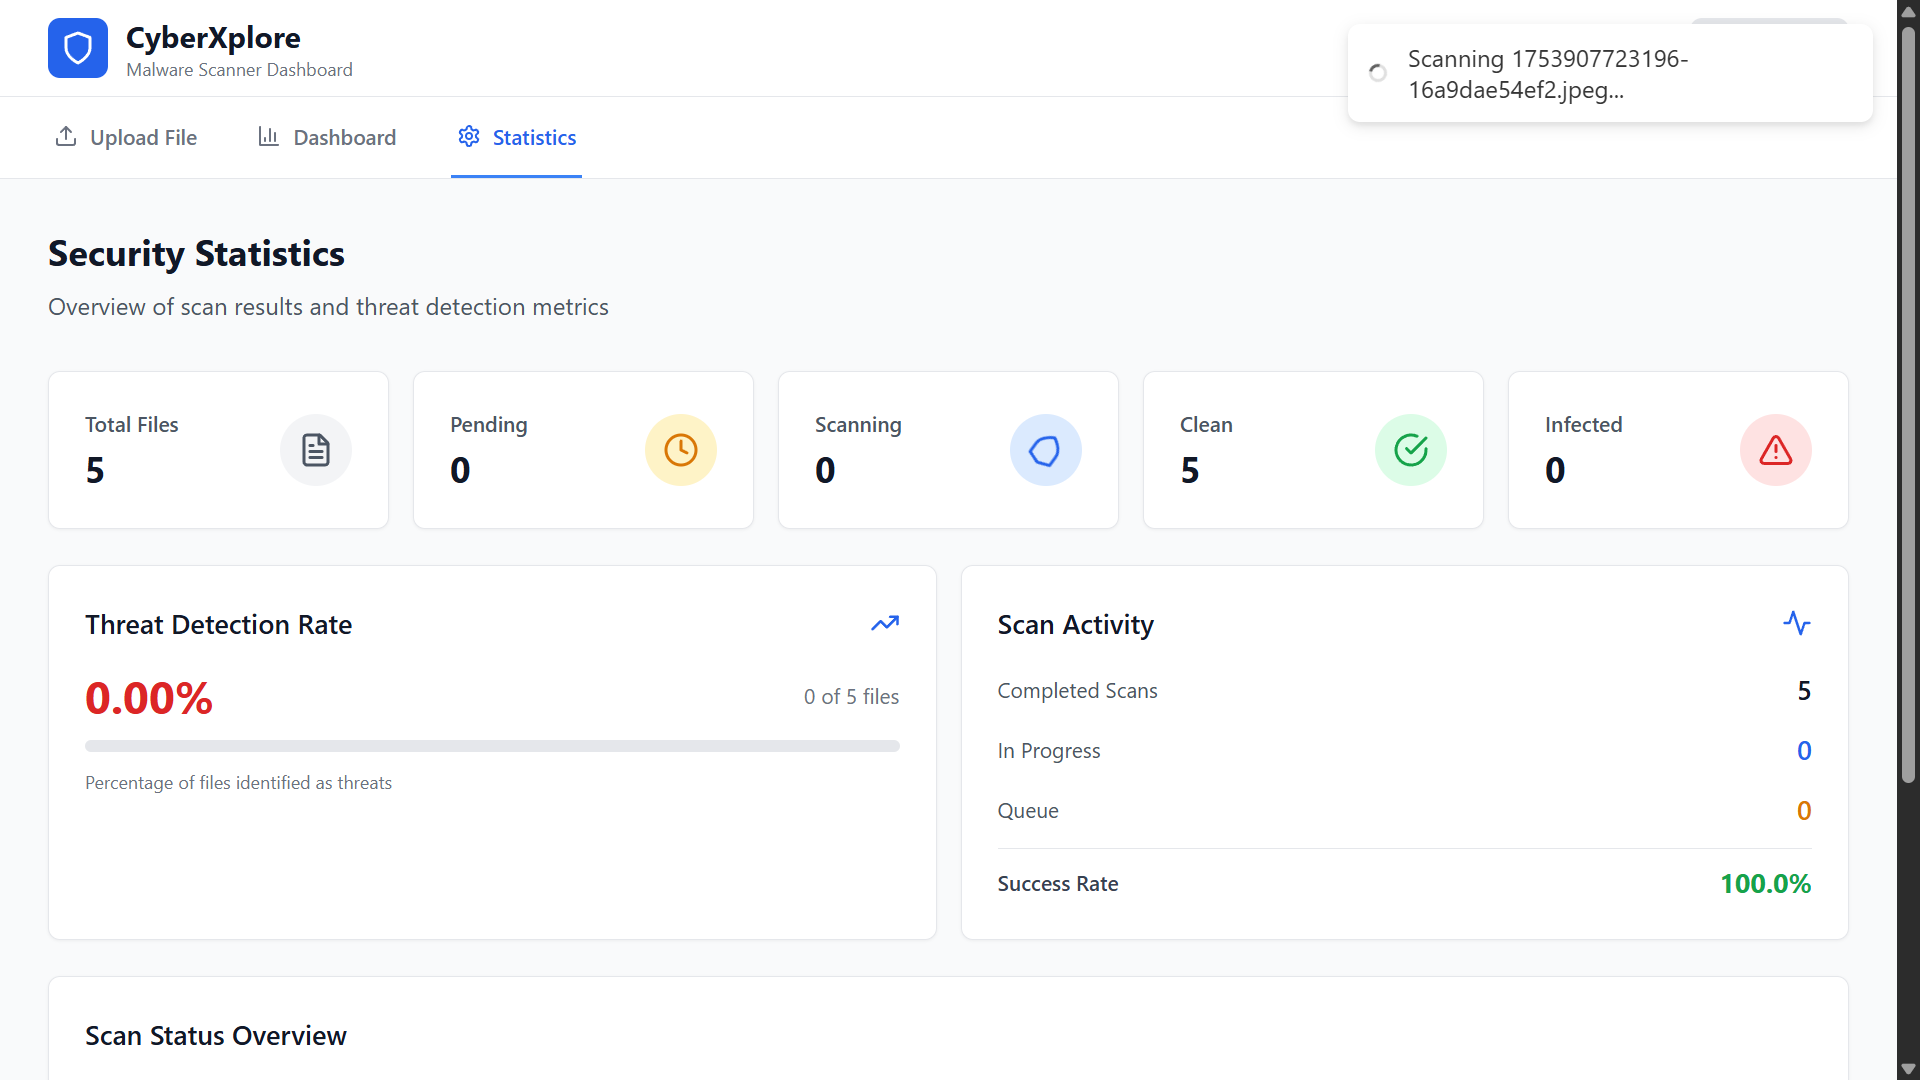 CyberXplore
Malware Scanner Dashboard
Scanning 1753907723196-
16a9dae54ef2.jpeg...
Upload File
Dashboard
Statistics
Security Statistics
Overview of scan results and threat detection metrics
Total Files
5
Pending
0
Scanning
0
Clean
5
Infected
0
Threat Detection Rate
0.00%
0 of 5 files
Percentage of files identified as threats
Scan Activity
Completed Scans
5
In Progress
0
Queue
0
Success Rate
100.0%
Scan Status Overview